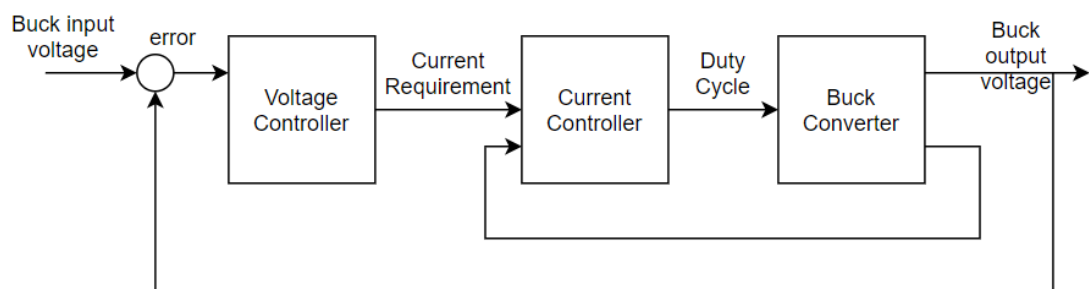 Buck input
voltage
error
Voltage
Controller
Current
Requirement
Current
Controller
Duty
Cycle
Buck
Converter
Buck
output
voltage